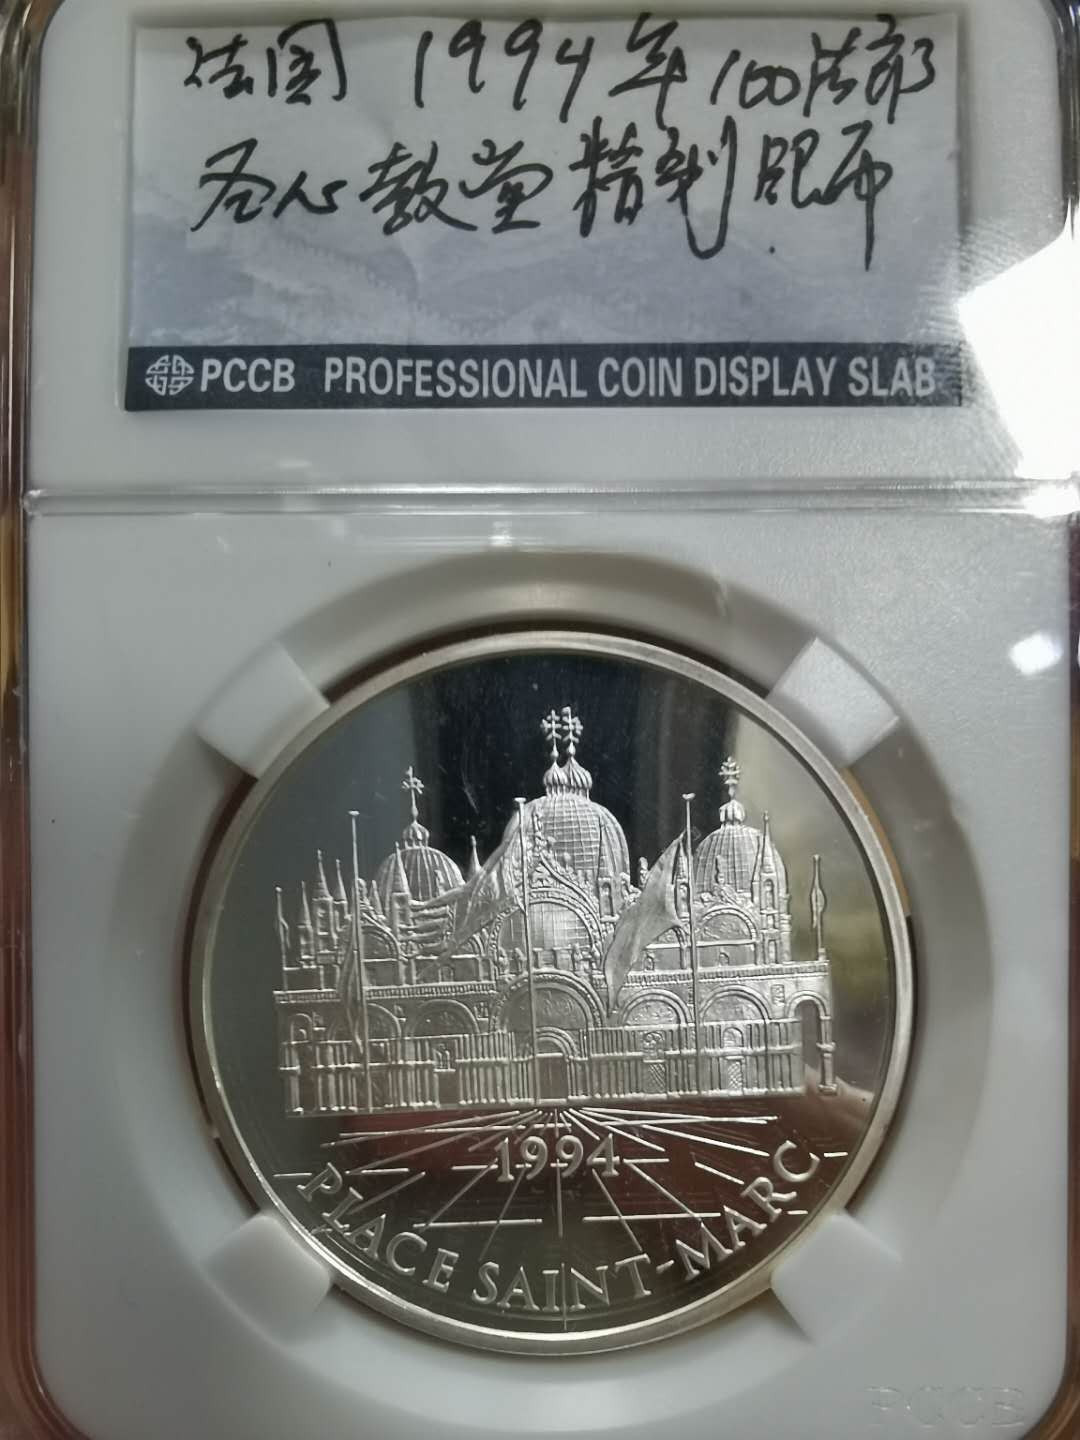 法国 1994年100法郎
圣心教堂精制银币
PCCB PROFESSIONAL COIN DISPLAY SLAB
1994
PLACE SAINT-MARC
PCCB